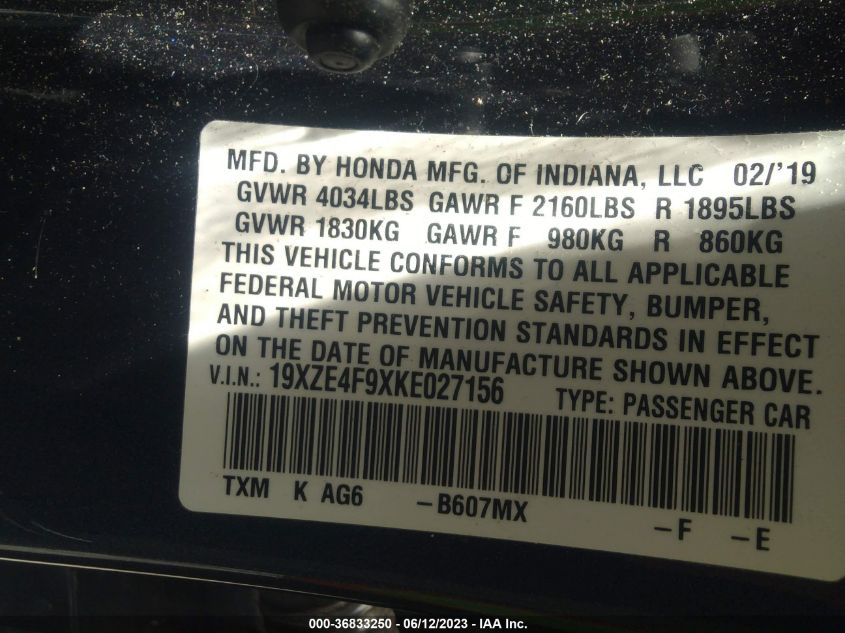 MFD. BY HONDA MFG. OF INDIANA, LLC 02/'19
GVWR 4034LBS GAWR F 2160LBS R 1895LBS
GVWR 1830KG GAWR F 980KG R 860KG
THIS VEHICLE CONFORMS TO ALL APPLICABLE
FEDERAL MOTOR VEHICLE SAFETY, BUMPER,
AND THEFT PREVENTION STANDARDS IN EFFECT
ON THE DATE OF MANUFACTURE SHOWN ABOVE.
V.I.N.: 19XZE4F9XKE027156 TYPE: PASSENGER CAR
TXM K AG6 -B607MX -F -E
000-36833250 / 06/12/2023 - IAA Inc.